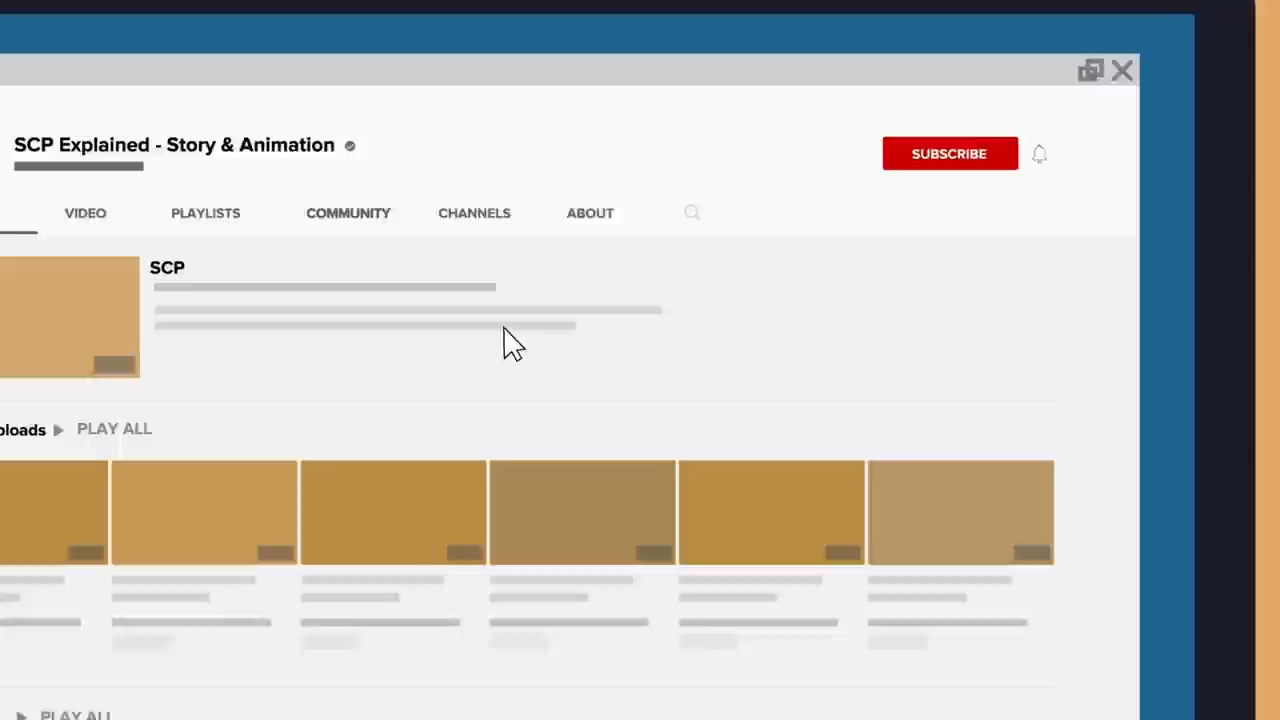 SCP Explained - Story & Animation
SUBSCRIBE
VIDEO PLAYLISTS COMMUNITY CHANNELS ABOUT
SCP
ploads PLAY ALL
PLAY ALL